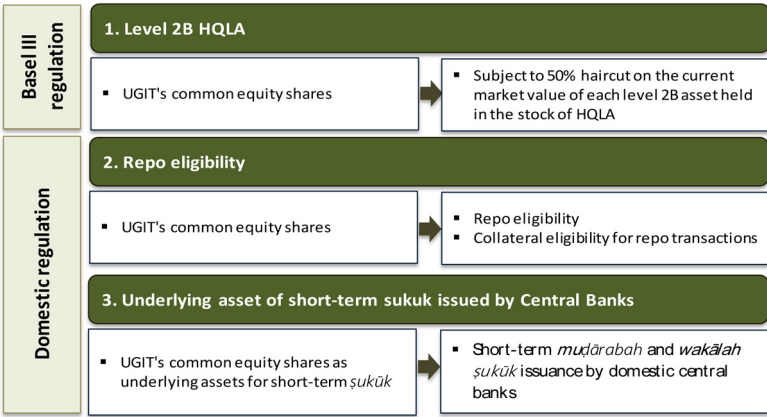 Basel III
regulation
1. Level 2B HQLA
▪ UGIT's common equity shares
▪ Subject to 50% haircut on the current
market value of each level 2B asset held
in the stock of HQLA
Domestic regulation
2. Repo eligibility
▪ UGIT's common equity shares
▪ Repo eligibility
▪ Collateral eligibility for repo transactions
3. Underlying asset of short-term sukuk issued by Central Banks
▪ UGIT's common equity shares as
underlying assets for short-term ṣukūk
▪ Short-term muḍārabah and wakālah
ṣukūk issuance by domestic central
banks